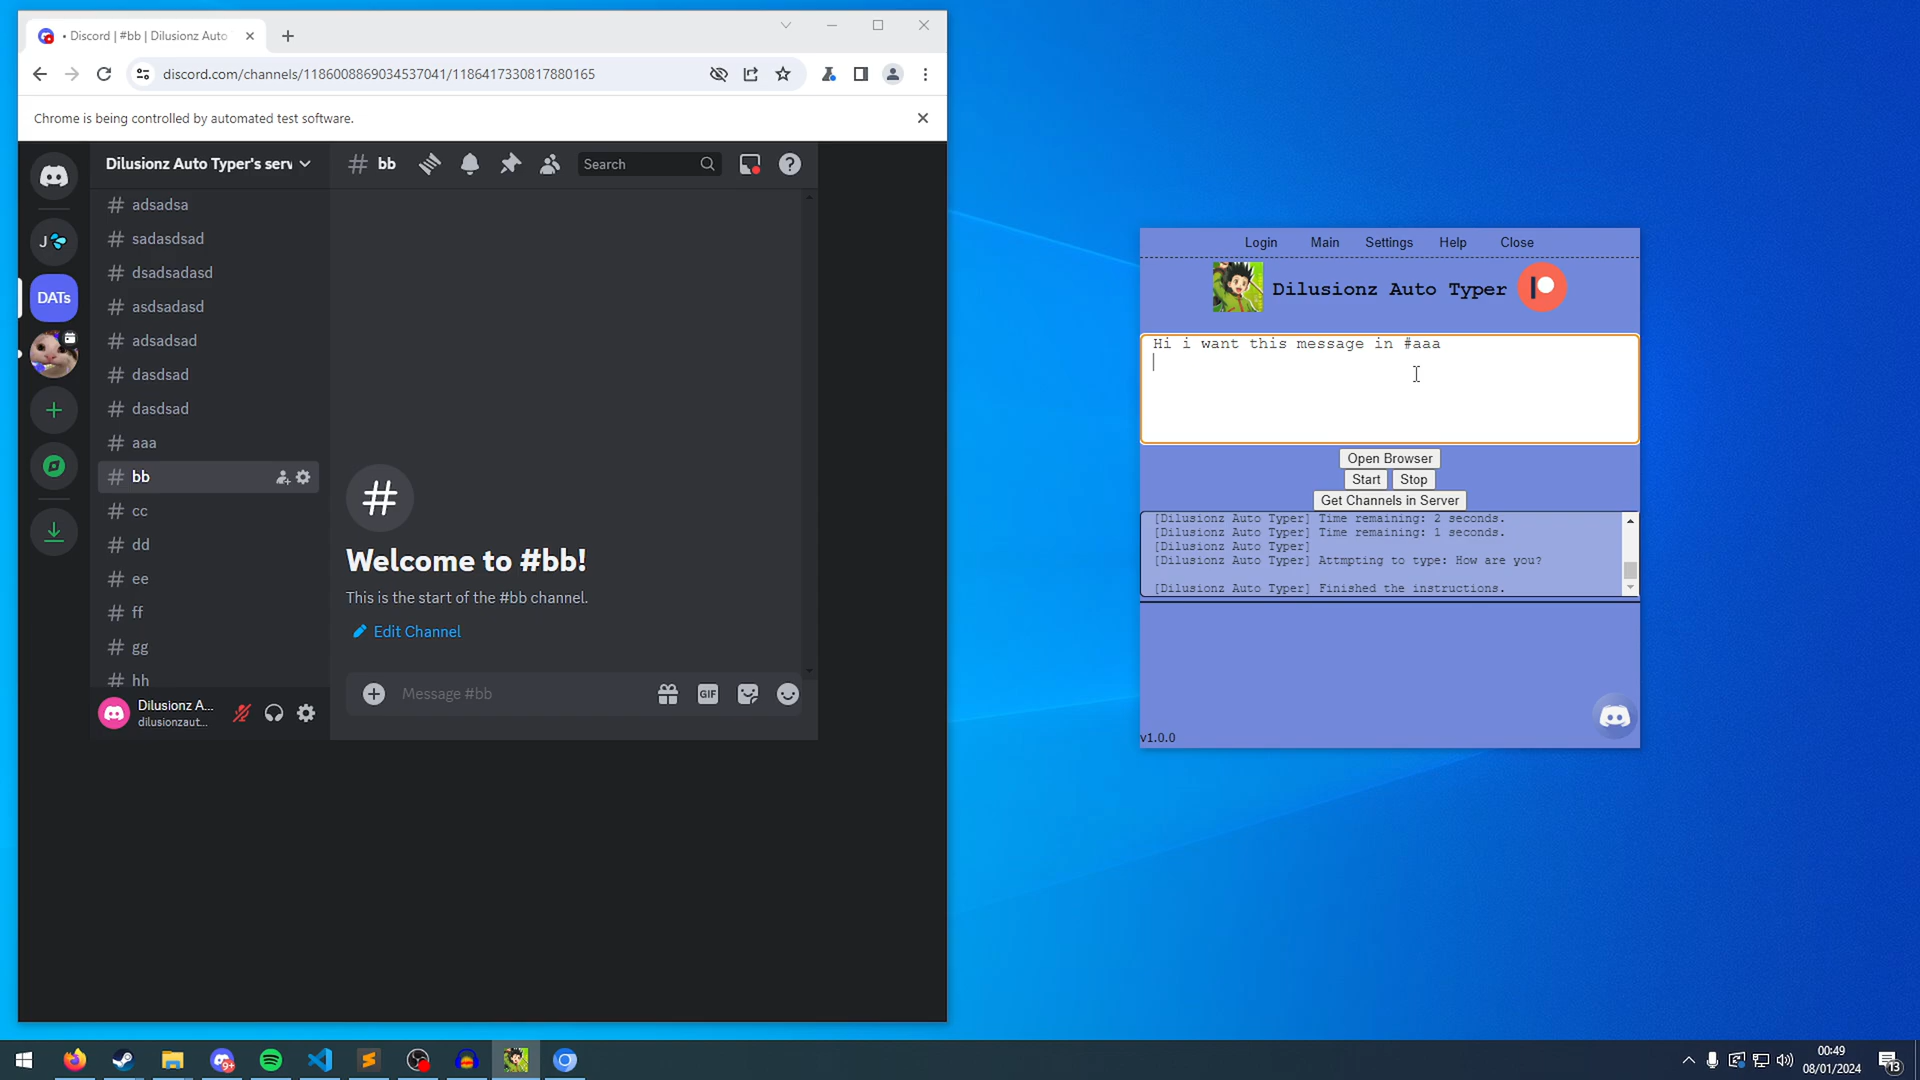 • Discord | #bb | Dilusionz Auto
discord.com/channels/1186008869034537041/1186417330817880165
Chrome is being controlled by automated test software.
Dilusionz Auto Typer's serv
bb
Search
J
DATs
adsadsa
sadasdsad
dsadsadasd
asdsadasd
adsadsad
dasdsad
dasdsad
aaa
bb
cc
dd
ee
ff
gg
hh
Dilusionz A...
dilusionzaut...
#
Welcome to #bb!
This is the start of the #bb channel.
Edit Channel
Message #bb
GIF
Login Main Settings Help Close
Dilusionz Auto Typer
Hi i want this message in #aaa
Open Browser
Start Stop
Get Channels in Server
[Dilusionz Auto Typer] Time remaining: 2 seconds.
[Dilusionz Auto Typer] Time remaining: 1 seconds.
[Dilusionz Auto Typer]
[Dilusionz Auto Typer] Attmpting to type: How are you?
[Dilusionz Auto Typer] Finished the instructions.
v1.0.0
9+
00:49
08/01/2024
13